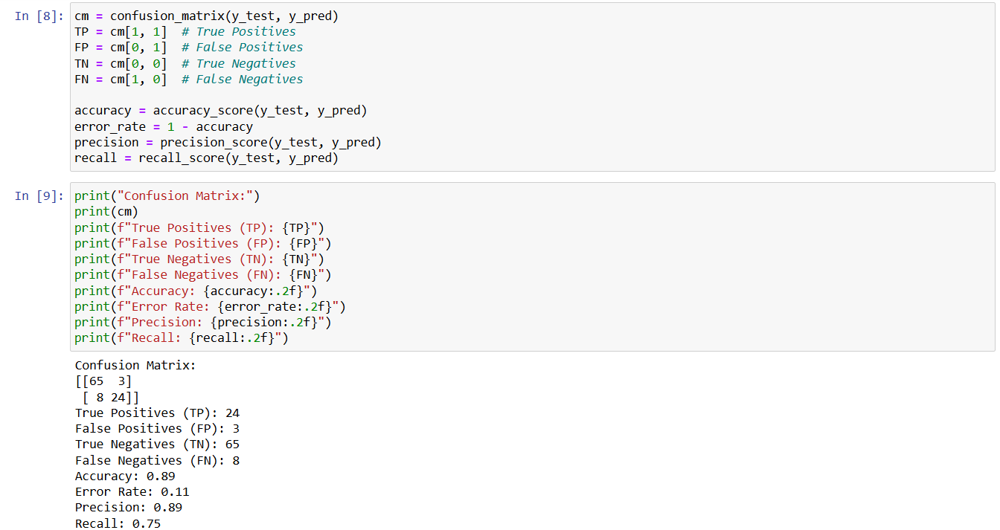 In [8]: cm = confusion_matrix(y_test, y_pred)
TP = cm[1, 1]  # True Positives
FP = cm[0, 1]  # False Positives
TN = cm[0, 0]  # True Negatives
FN = cm[1, 0]  # False Negatives

accuracy = accuracy_score(y_test, y_pred)
error_rate = 1 - accuracy
precision = precision_score(y_test, y_pred)
recall = recall_score(y_test, y_pred)

In [9]: print("Confusion Matrix:")
print(cm)
print(f"True Positives (TP): {TP}")
print(f"False Positives (FP): {FP}")
print(f"True Negatives (TN): {TN}")
print(f"False Negatives (FN): {FN}")
print(f"Accuracy: {accuracy:.2f}")
print(f"Error Rate: {error_rate:.2f}")
print(f"Precision: {precision:.2f}")
print(f"Recall: {recall:.2f}")

Confusion Matrix:
[[65  3]
 [ 8 24]]
True Positives (TP): 24
False Positives (FP): 3
True Negatives (TN): 65
False Negatives (FN): 8
Accuracy: 0.89
Error Rate: 0.11
Precision: 0.89
Recall: 0.75